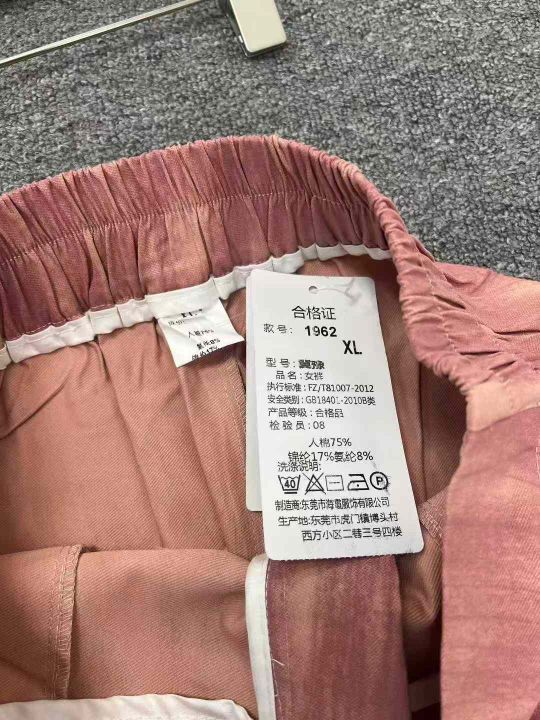 合格证
款号: 1962
XL
型号:
品名:女裤
执行标准:FZ/T81007-2012
安全类别:GB18401-2010B类
产品等级:合格品
检验员:08
人棉75%
锦纶17%氨纶8%
洗涤说明:
40
P
制造商:东莞市海 服饰有限公司
生产地:东莞市虎门镇博头村
西方小区二巷三号四楼
人棉75%